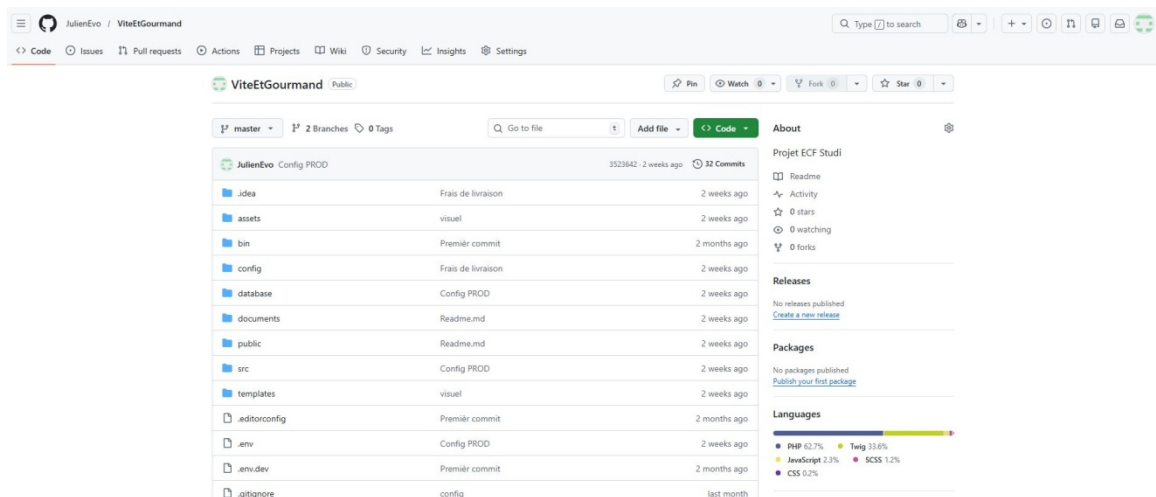 JulienEvo / ViteEtGourmand
Type / to search
Code Issues Pull requests Actions Projects Wiki Security Insights Settings
ViteEtGourmand Public
Pin Watch 0 Fork 0 Star 0
master 2 Branches 0 Tags
Go to file t Add file Code
JulienEvo Config PROD 3523642 · 2 weeks ago 32 Commits
.idea Frais de livraison 2 weeks ago
assets visuel 2 weeks ago
bin Premièr commit 2 months ago
config Frais de livraison 2 weeks ago
database Config PROD 2 weeks ago
documents Readme.md 2 weeks ago
public Readme.md 2 weeks ago
src Config PROD 2 weeks ago
templates visuel 2 weeks ago
.editorconfig Premièr commit 2 months ago
.env Config PROD 2 weeks ago
.env.dev Premièr commit 2 months ago
.gitignore config last month
About
Projet ECF Studi
Readme
Activity
0 stars
0 watching
0 forks
Releases
No releases published
Create a new release
Packages
No packages published
Publish your first package
Languages
PHP 62.7% Twig 33.6%
JavaScript 2.3% SCSS 1.2%
CSS 0.2%